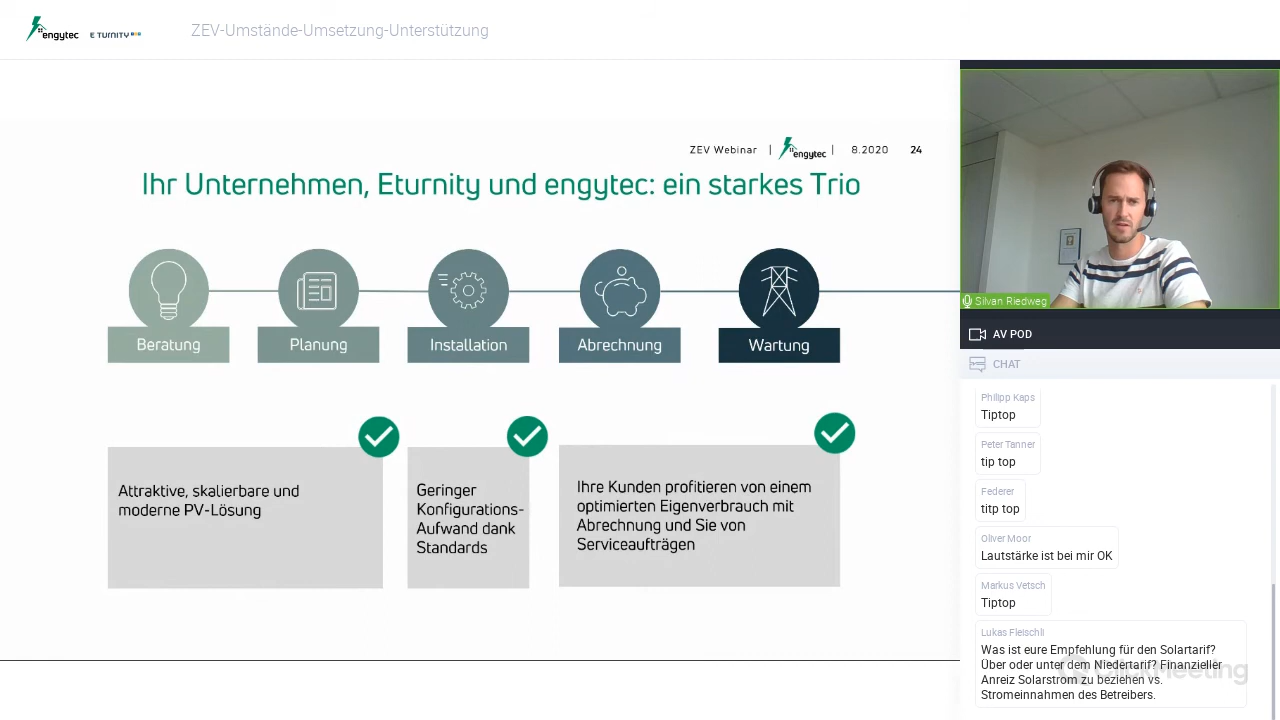 engytec
E TURNITY
ZEV-Umstände-Umsetzung-Unterstützung
ZEV Webinar | engytec | 8.2020 24
Ihr Unternehmen, Eturnity und engytec: ein starkes Trio
Beratung
Planung
Installation
Abrechnung
Wartung
Attraktive, skalierbare und
moderne PV-Lösung
Geringer
Konfigurations-
Aufwand dank
Standards
Ihre Kunden profitieren von einem
optimierten Eigenverbrauch mit
Abrechnung und Sie von
Serviceaufträgen
Silvan Riedweg
AV POD
CHAT
Philipp Kaps
Tiptop
Peter Tanner
tip top
Federer
titp top
Oliver Moor
Lautstärke ist bei mir OK
Markus Vetsch
Tiptop
Lukas Fleischli
Was ist eure Empfehlung für den Solartarif?
Über oder unter dem Niedertarif? Finanzieller
Anreiz Solarstrom zu beziehen vs.
Stromeinnahmen des Betreibers.
ClickMeeting